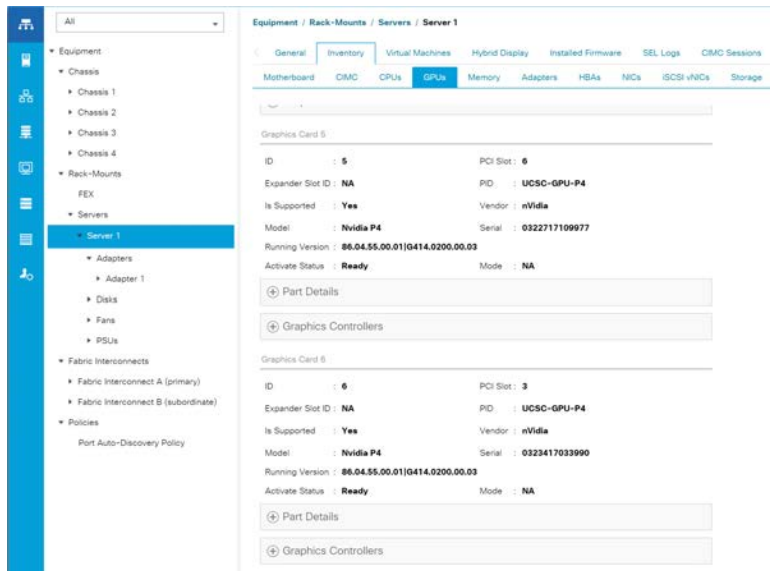 All
Equipment
Chassis
Chassis 1
Chassis 2
Chassis 3
Chassis 4
Rack-Mounts
FEX
Servers
Server 1
Adapters
Adapter 1
Disks
Fans
PSUs
Fabric Interconnects
Fabric Interconnect A (primary)
Fabric Interconnect B (subordinate)
Policies
Port Auto-Discovery Policy
Equipment / Rack-Mounts / Servers / Server 1
General Inventory Virtual Machines Hybrid Display Installed Firmware SEL Logs CIMC Sessions
Motherboard CIMC CPUs GPUs Memory Adapters HBAs NICs iSCSI vNICs Storage
Graphics Card 5
ID : 5 PCI Slot : 6
Expander Slot ID : NA PID : UCSC-GPU-P4
Is Supported : Yes Vendor : nVidia
Model : Nvidia P4 Serial : 0322717109977
Running Version : 86.04.55.00.01|G414.0200.00.03
Activate Status : Ready Mode : NA
Part Details
Graphics Controllers
Graphics Card 6
ID : 6 PCI Slot : 3
Expander Slot ID : NA PID : UCSC-GPU-P4
Is Supported : Yes Vendor : nVidia
Model : Nvidia P4 Serial : 0323417033990
Running Version : 86.04.55.00.01|G414.0200.00.03
Activate Status : Ready Mode : NA
Part Details
Graphics Controllers